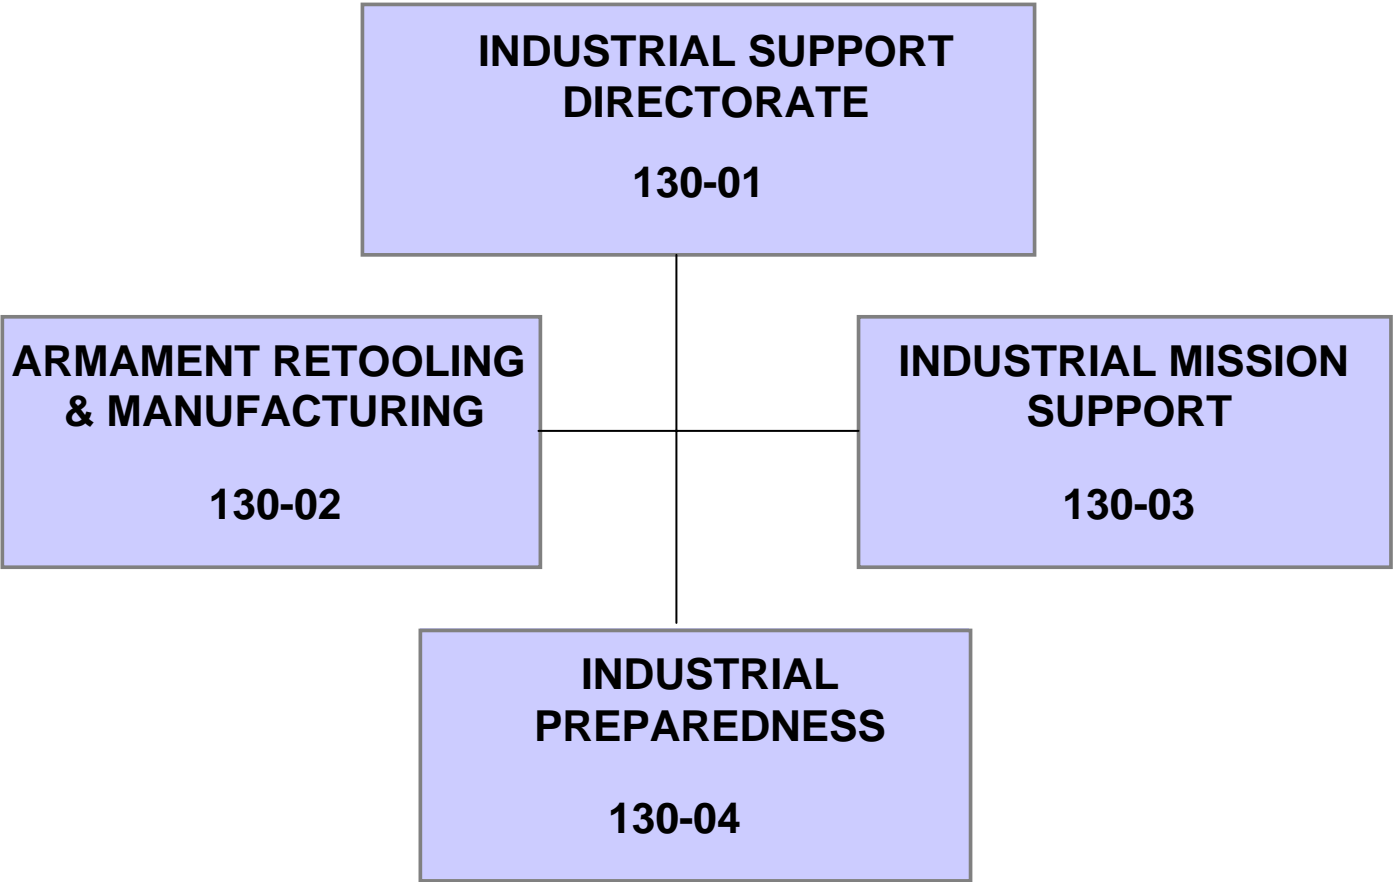 INDUSTRIAL SUPPORT
DIRECTORATE
130-01
ARMAMENT RETOOLING
& MANUFACTURING
130-02
INDUSTRIAL MISSION
SUPPORT
130-03
INDUSTRIAL
PREPAREDNESS
130-04